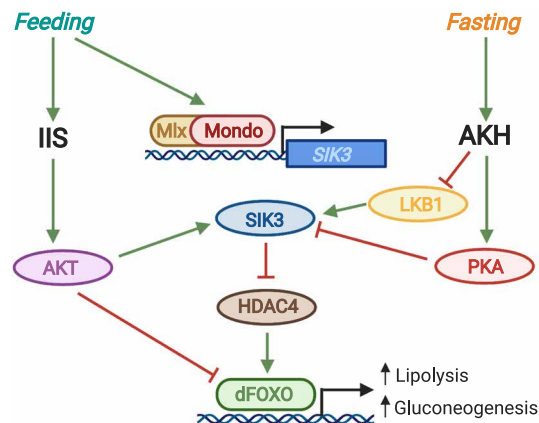 Feeding
Fasting
IIS
Mlx Mondo
SIK3
AKH
LKB1
SIK3
AKT
PKA
HDAC4
dFOXO
Lipolysis
Gluconeogenesis